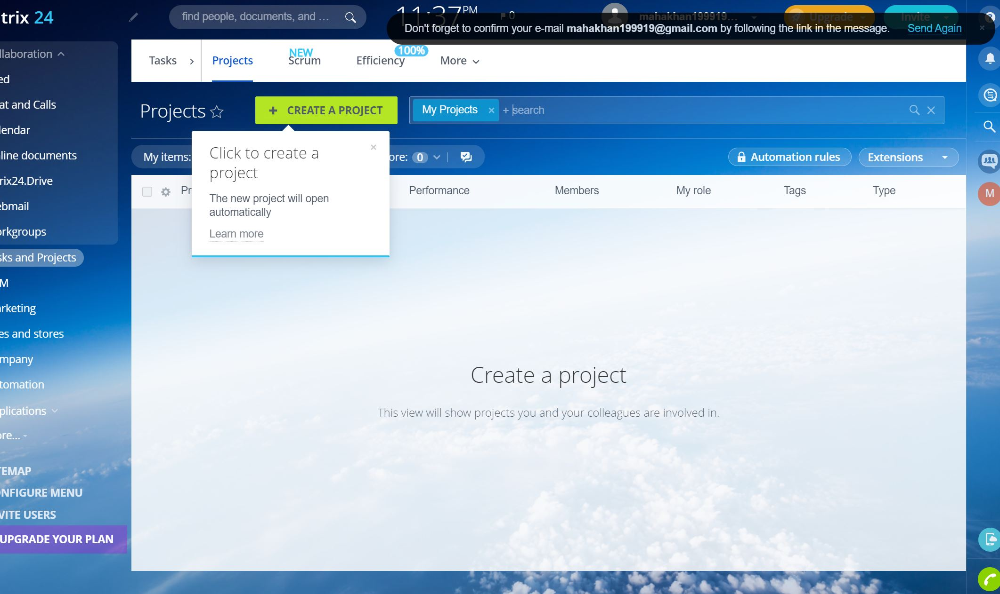 trix 24
find people, documents, and ...
11:37 PM
0
mahakhan199919...
Upgrade
Invite
Don't forget to confirm your e-mail mahakhan199919@gmail.com by following the link in the message. Send Again
llaboration
ed
at and Calls
lendar
line documents
rix24.Drive
ebmail
orkgroups
sks and Projects
M
arketing
es and stores
mpany
tomation
plications
ore...
TEMAP
ONFIGURE MENU
VITE USERS
UPGRADE YOUR PLAN
Tasks
Projects
NEW
Scrum
Efficiency
100%
More
Projects
+ CREATE A PROJECT
My Projects × + search
My items:
ore: 0
Automation rules
Extensions
Click to create a
project
The new project will open
automatically
Learn more
Pr
Performance
Members
My role
Tags
Type
Create a project
This view will show projects you and your colleagues are involved in.
?
M